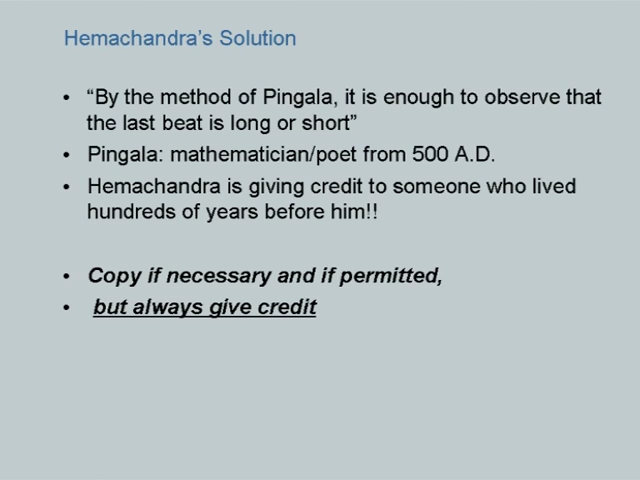 Hemachandra's Solution
• “By the method of Pingala, it is enough to observe that
the last beat is long or short”
• Pingala: mathematician/poet from 500 A.D.
• Hemachandra is giving credit to someone who lived
hundreds of years before him!!
• Copy if necessary and if permitted,
• but always give credit